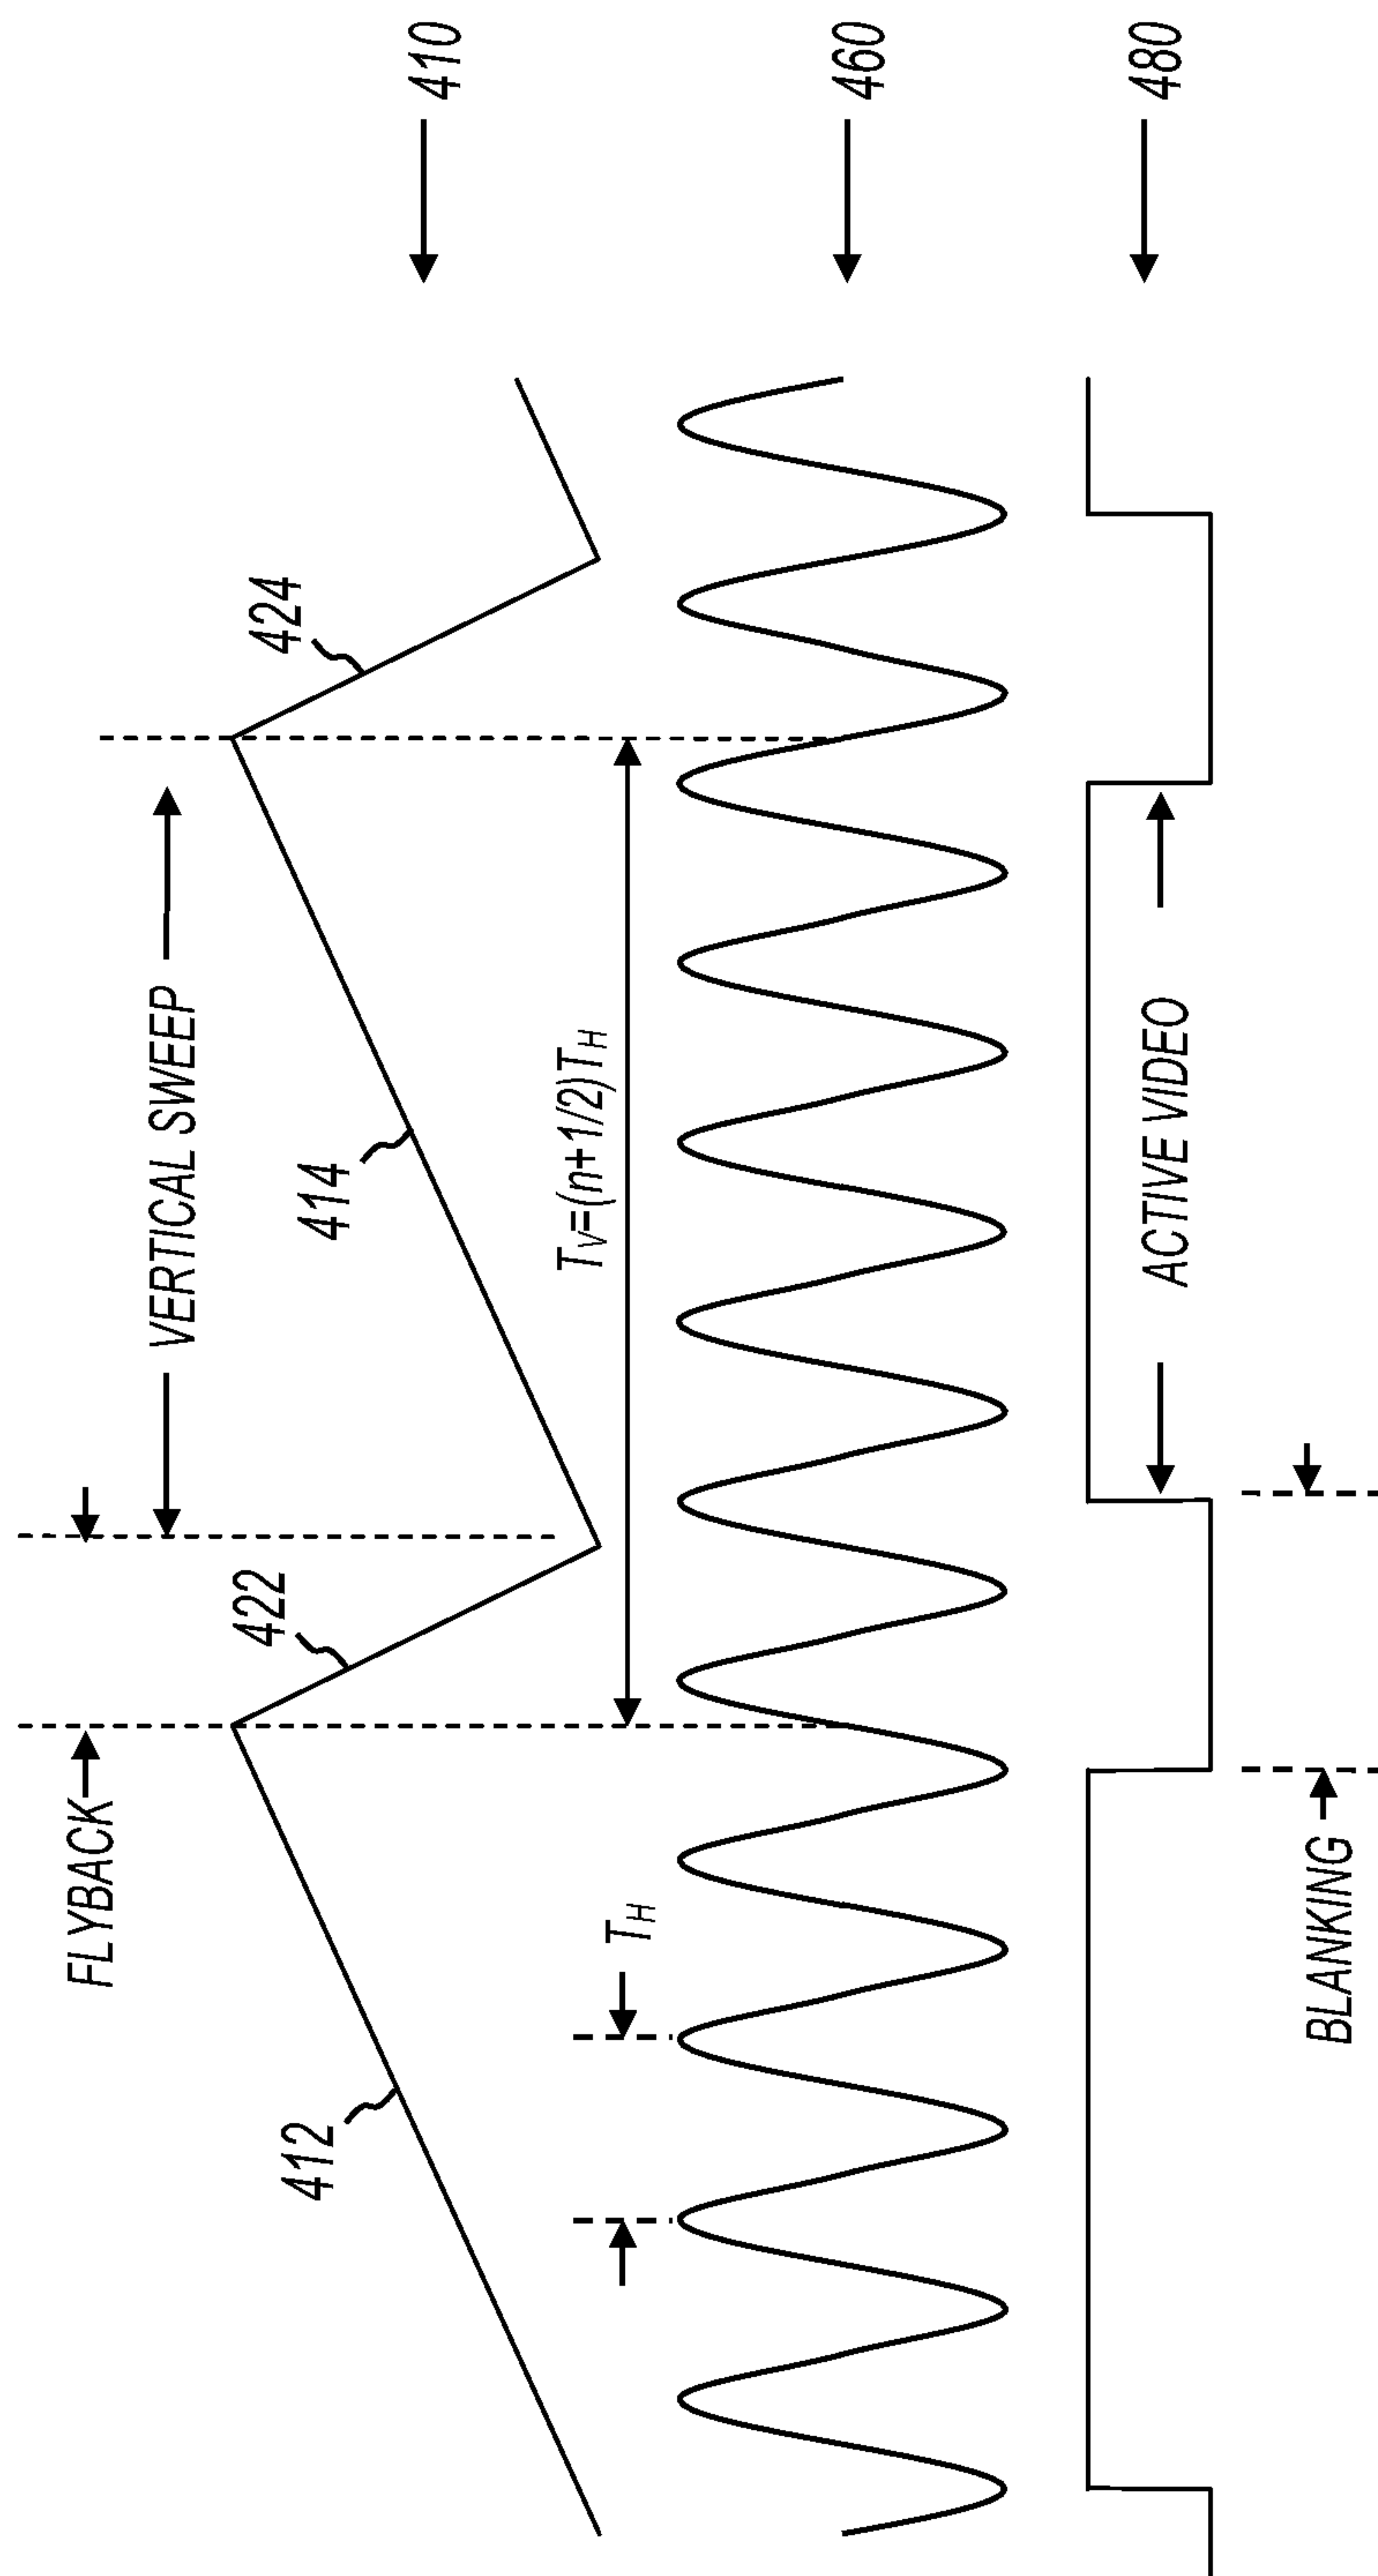 FLYBACK
VERTICAL SWEEP
422
414
424
412
410
TH
TV=(n+1/2)TH
460
ACTIVE VIDEO
480
BLANKING